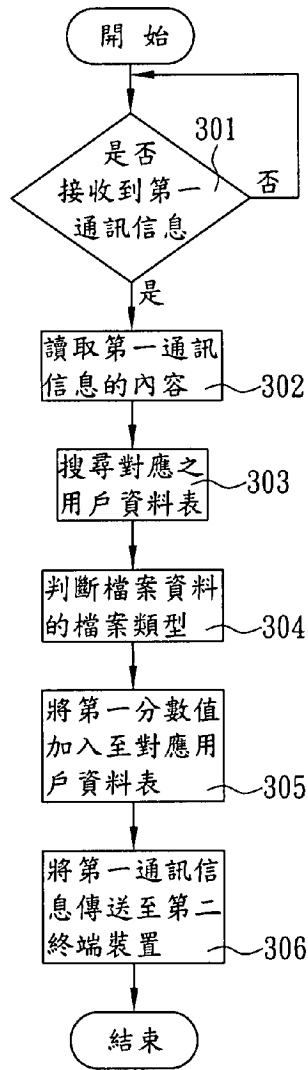 開始
是否
接收到第一
通訊信息
301
否
是
讀取第一通訊
信息的內容
302
搜尋對應之
用戶資料表
303
判斷檔案資料
的檔案類型
304
將第一分數值
加入至對應用
戶資料表
305
將第一通訊信
息傳送至第二
終端裝置
306
結束